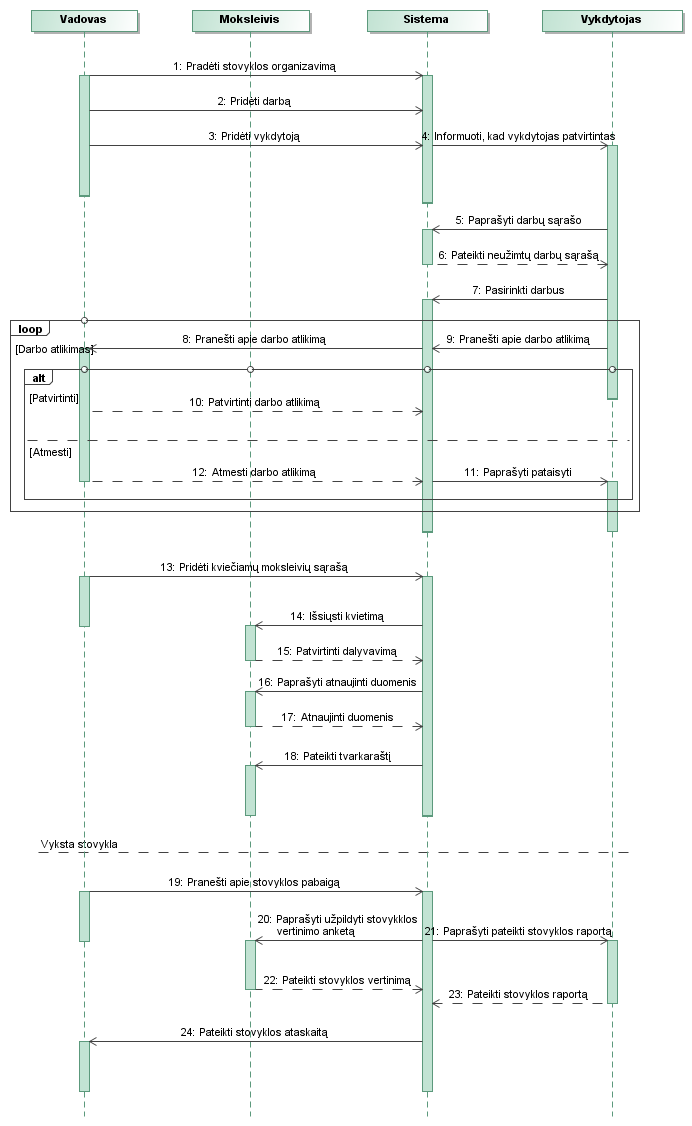 Vadovas
Moksleivis
Sistema
Vykdytojas
1: Pradėti stovyklos organizavimą
2: Pridėti darbą
3: Pridėti vykdytoją
4: Informuoti, kad vykdytojas patvirtintas
5: Paprašyti darbų sąrašo
6: Pateikti neužimtų darbų sąrašą
7: Pasirinkti darbus
loop
8: Pranešti apie darbo atlikimą
9: Pranešti apie darbo atlikimą
[Darbo atlikimas]
alt
[Patvirtinti]
10: Patvirtinti darbo atlikimą
[Atmesti]
12: Atmesti darbo atlikimą
11: Paprašyti pataisyti
13: Pridėti kviečiamų moksleivių sąrašą
14: Išsiųsti kvietimą
15: Patvirtinti dalyvavimą
16: Paprašyti atnaujinti duomenis
17: Atnaujinti duomenis
18: Pateikti tvarkaraštį
Vyksta stovykla
19: Pranešti apie stovyklos pabaigą
20: Paprašyti užpildyti stovykklos
vertinimo anketą
21: Paprašyti pateikti stovyklos raportą
22: Pateikti stovyklos vertinimą
23: Pateikti stovyklos raportą
24: Pateikti stovyklos ataskaitą